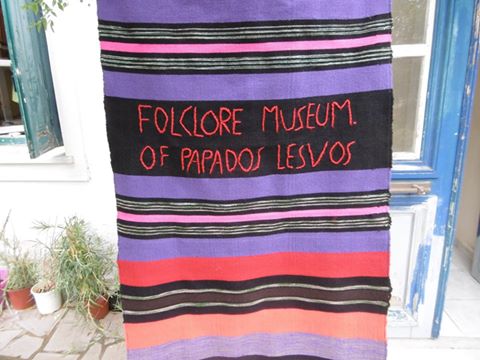 FOLCLORE MUSEUM.
OF PAPADOS LESVOS